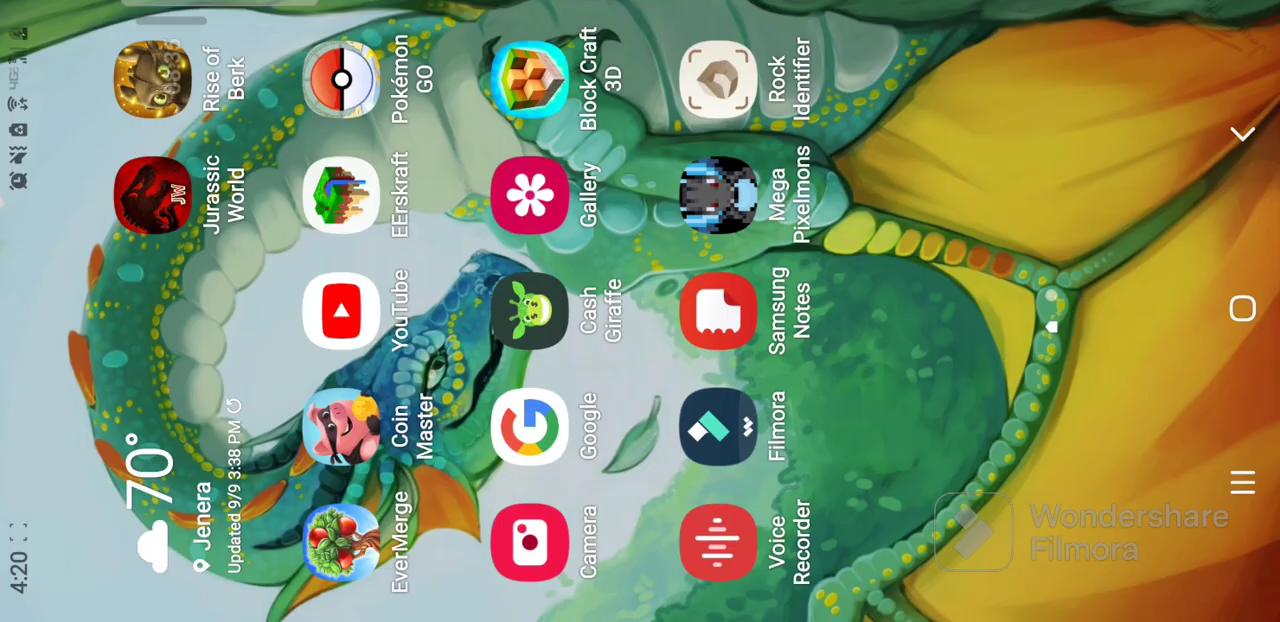 4:20
4G
70°
Jenera
Updated 9/9 3:38 PM
Rise of
Berk
JW
Jurassic
World
EverMerge
Coin
Master
YouTube
EErskraft
Pokémon
GO
Camera
Google
Cash
Giraffe
Gallery
Block Craft
3D
Voice
Recorder
Filmora
Samsung
Notes
Mega
Pixelmons
Rock
Identifier
Wondershare
Filmora